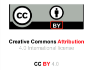 cc
BY
Creative Commons Attribution
4.0 International license
CC BY 4.0